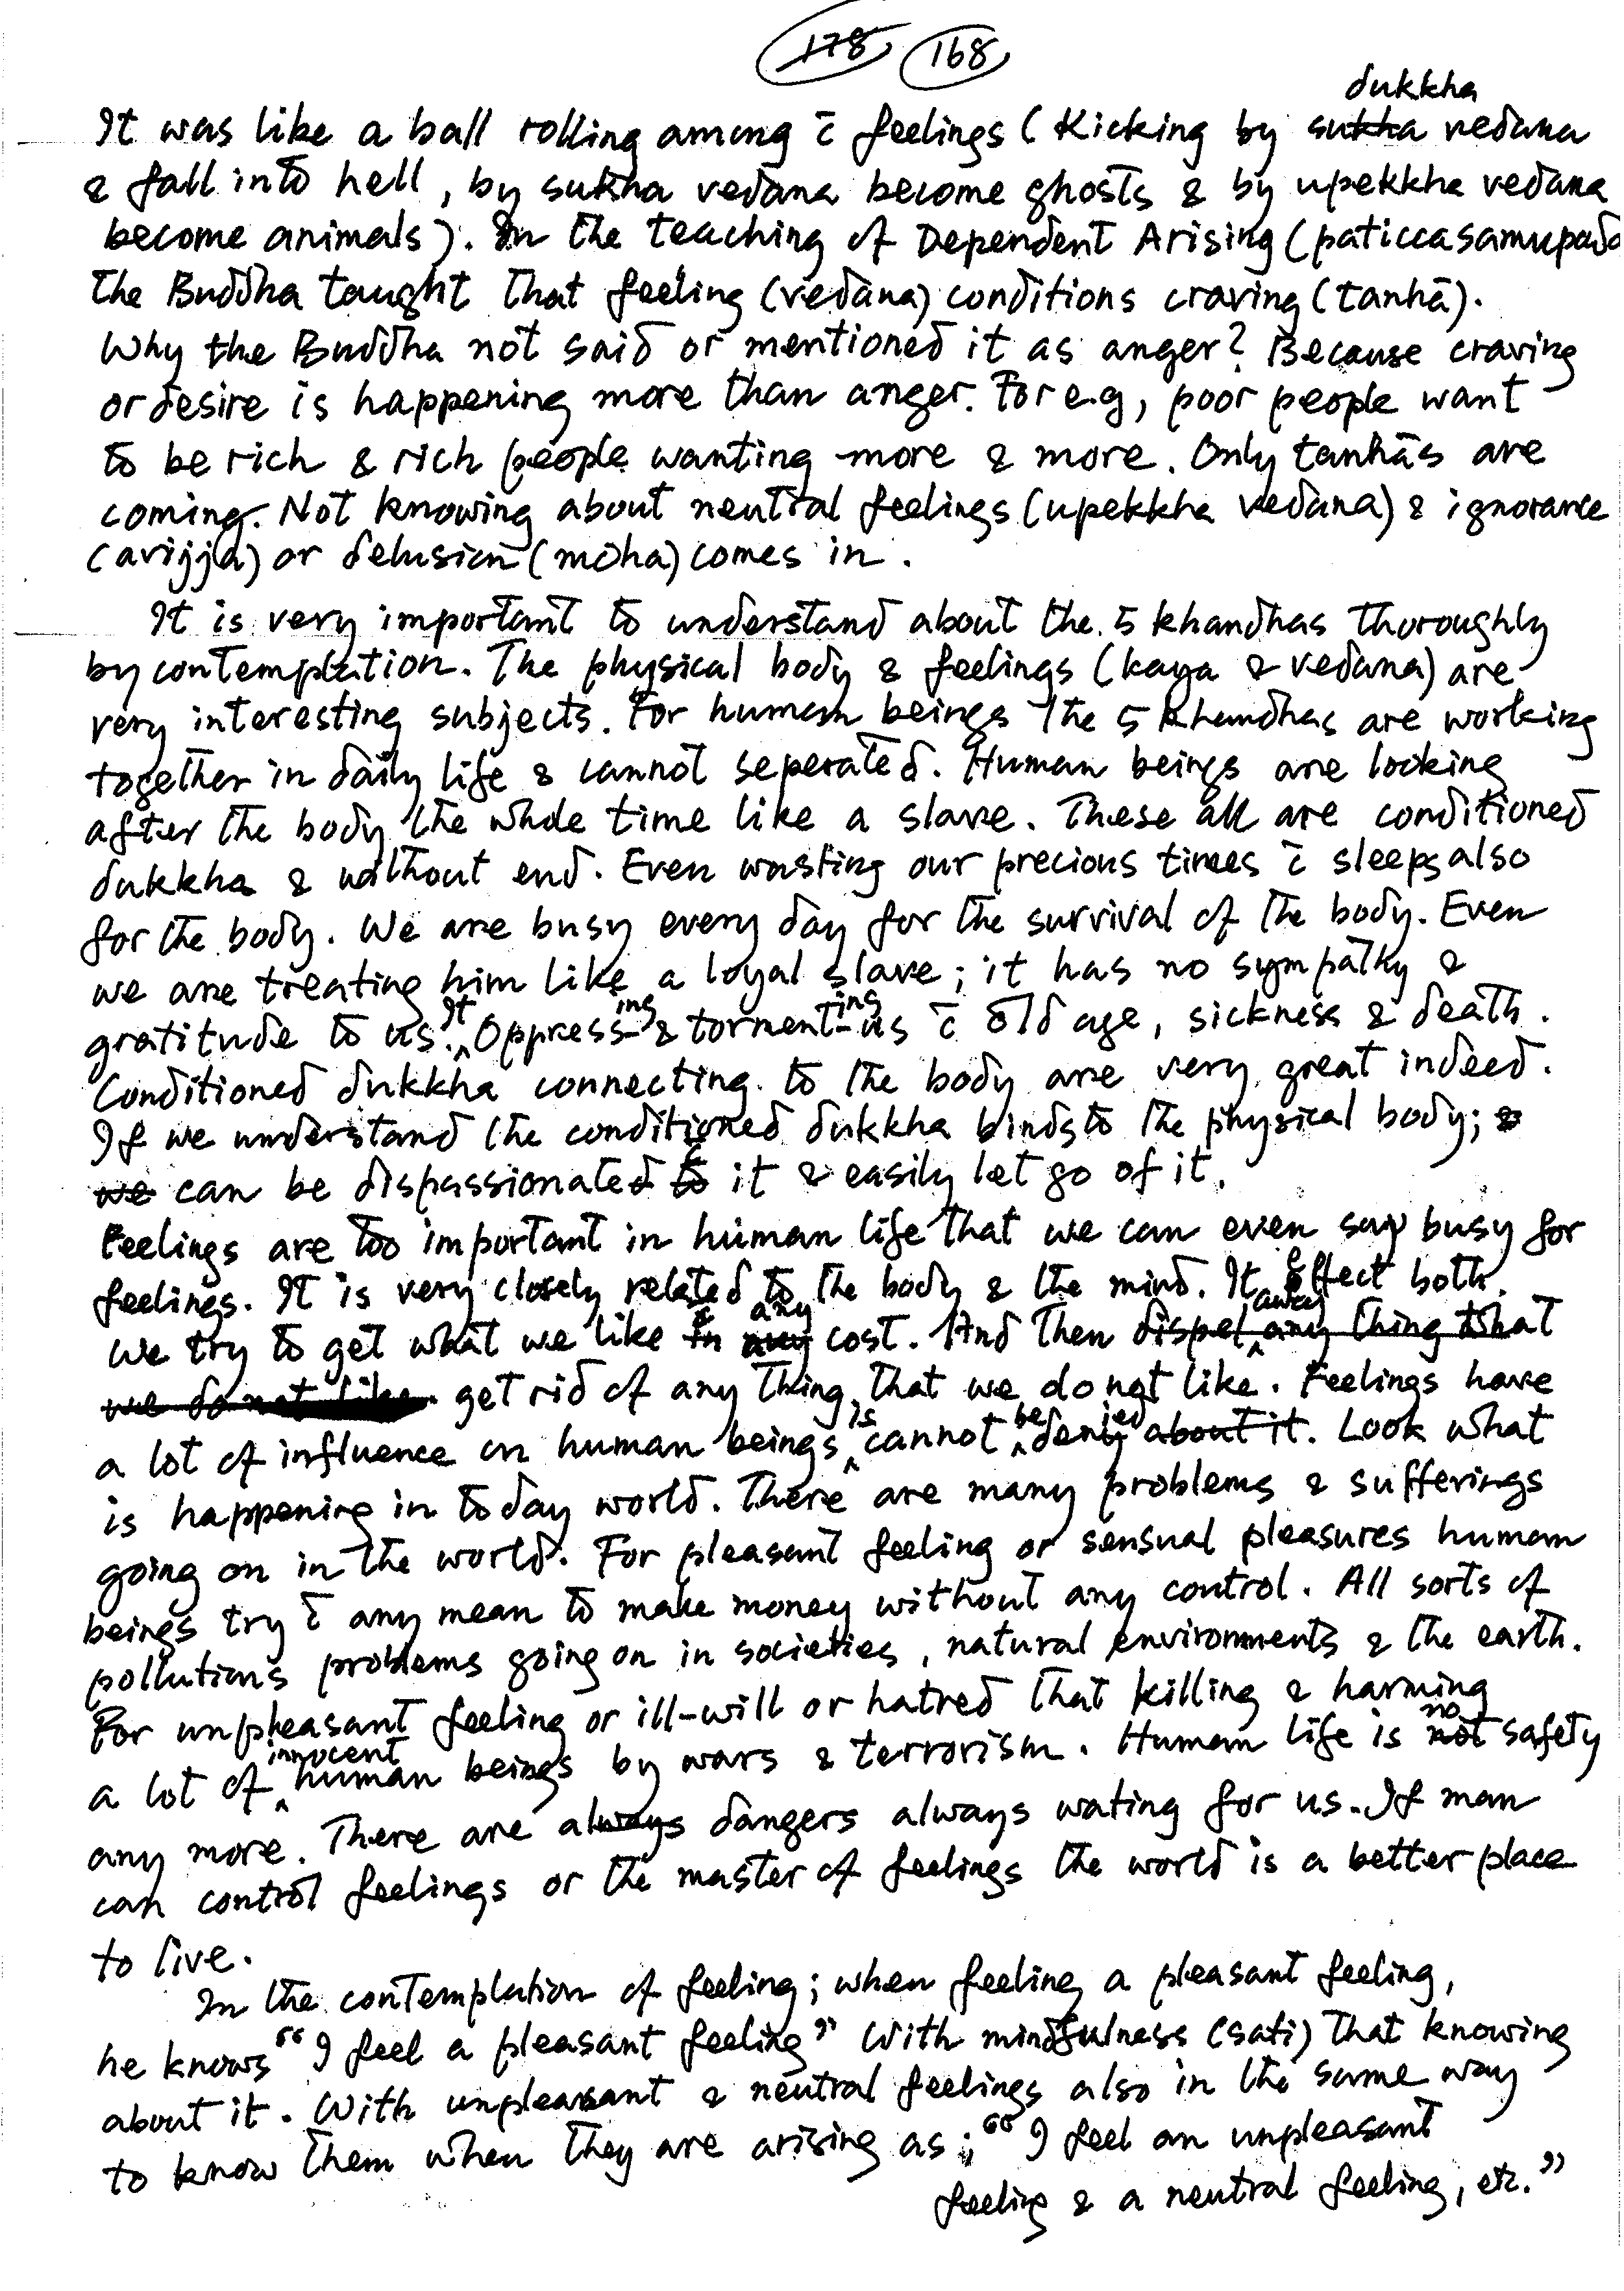 178 168
dukkha
It was like a ball rolling among c̄ feelings (Kicking by sukha vedana
& fall into hell, by sukha vedana become ghosts & by upekkha vedana
become animals). In the teaching of Dependent Arising (paticcasamupado
the Buddha taught that feeling (vedāna) conditions craving (tanhā).
Why the Buddha not said or mentioned it as anger? Because craving
or desire is happening more than anger. For e.g, poor people want
to be rich & rich people wanting more & more. Only tanhās are
coming. Not knowing about neutral feelings (upekkha vedana) & ignorance
(avijjā) or delusion (moha) comes in.
It is very important to understand about the 5 khandhas thoroughly
by contemplation. The physical body & feelings (kaya & vedana) are
very interesting subjects. For human beings the 5 khandhas are working
together in daily life & cannot seperated. Human beings are looking
after the body the whole time like a slave. These all are conditioned
dukkha & without end. Even wasting our precious times c̄ sleeps also
for the body. We are busy every day for the survival of the body. Even
we are treating him like a loyal slave; it has no sympathy &
gratitude to us. It Oppressing & tormenting us c̄ old age, sickness & death.
Conditioned dukkha connecting to the body are very great indeed.
If we understand the conditioned dukkha binds to the physical body; &
we can be dispassionated to c̄ it & easily let go of it.
Feelings are too important in human life that we can even say busy for
feelings. It is very closely related to the body & the mind. It effect both.
We try to get what we like in c̄ any any cost. And then dispel away any thing that
we do not like. get rid of any thing that we do not like. Feelings have
a lot of influence on human beings is cannot be denied about it. Look what
is happening in today world. There are many problems & sufferings
going on in the world. For pleasant feeling or sensual pleasures human
beings try c̄ any mean to make money without any control. All sorts of
pollutions problems going on in societies, natural environments & the earth.
For unpleasant feeling or ill-will or hatred that killing & harming
a lot of innocent human beings by wars & terrorism. Human life is not no safety
any more. There are always dangers always wating for us. If man
can control feelings or the master of feelings the world is a better place
to live.
In the contemplation of feeling; when feeling a pleasant feeling,
he knows "I feel a pleasant feeling" With mindfulness (sati) that knowing
about it. With unpleasant & neutral feelings also in the same way
to know them when they are arising as; "I feel an unpleasant
feeling & a neutral feeling, etc."